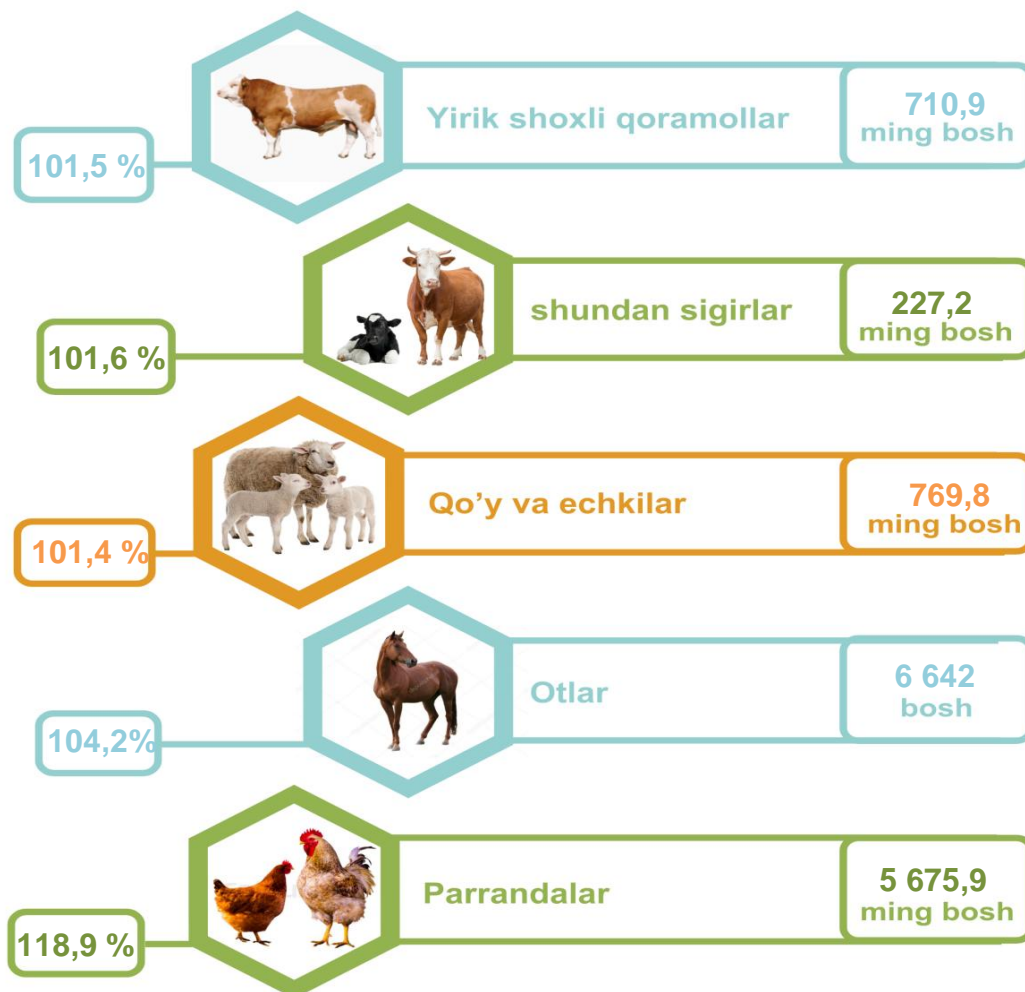 Yirik shoxli qoramollar
710,9
ming bosh
101,5 %
shundan sigirlar
227,2
ming bosh
101,6 %
Qo’y va echkilar
769,8
ming bosh
101,4 %
Otlar
6 642
bosh
104,2%
Parrandalar
5 675,9
ming bosh
118,9 %